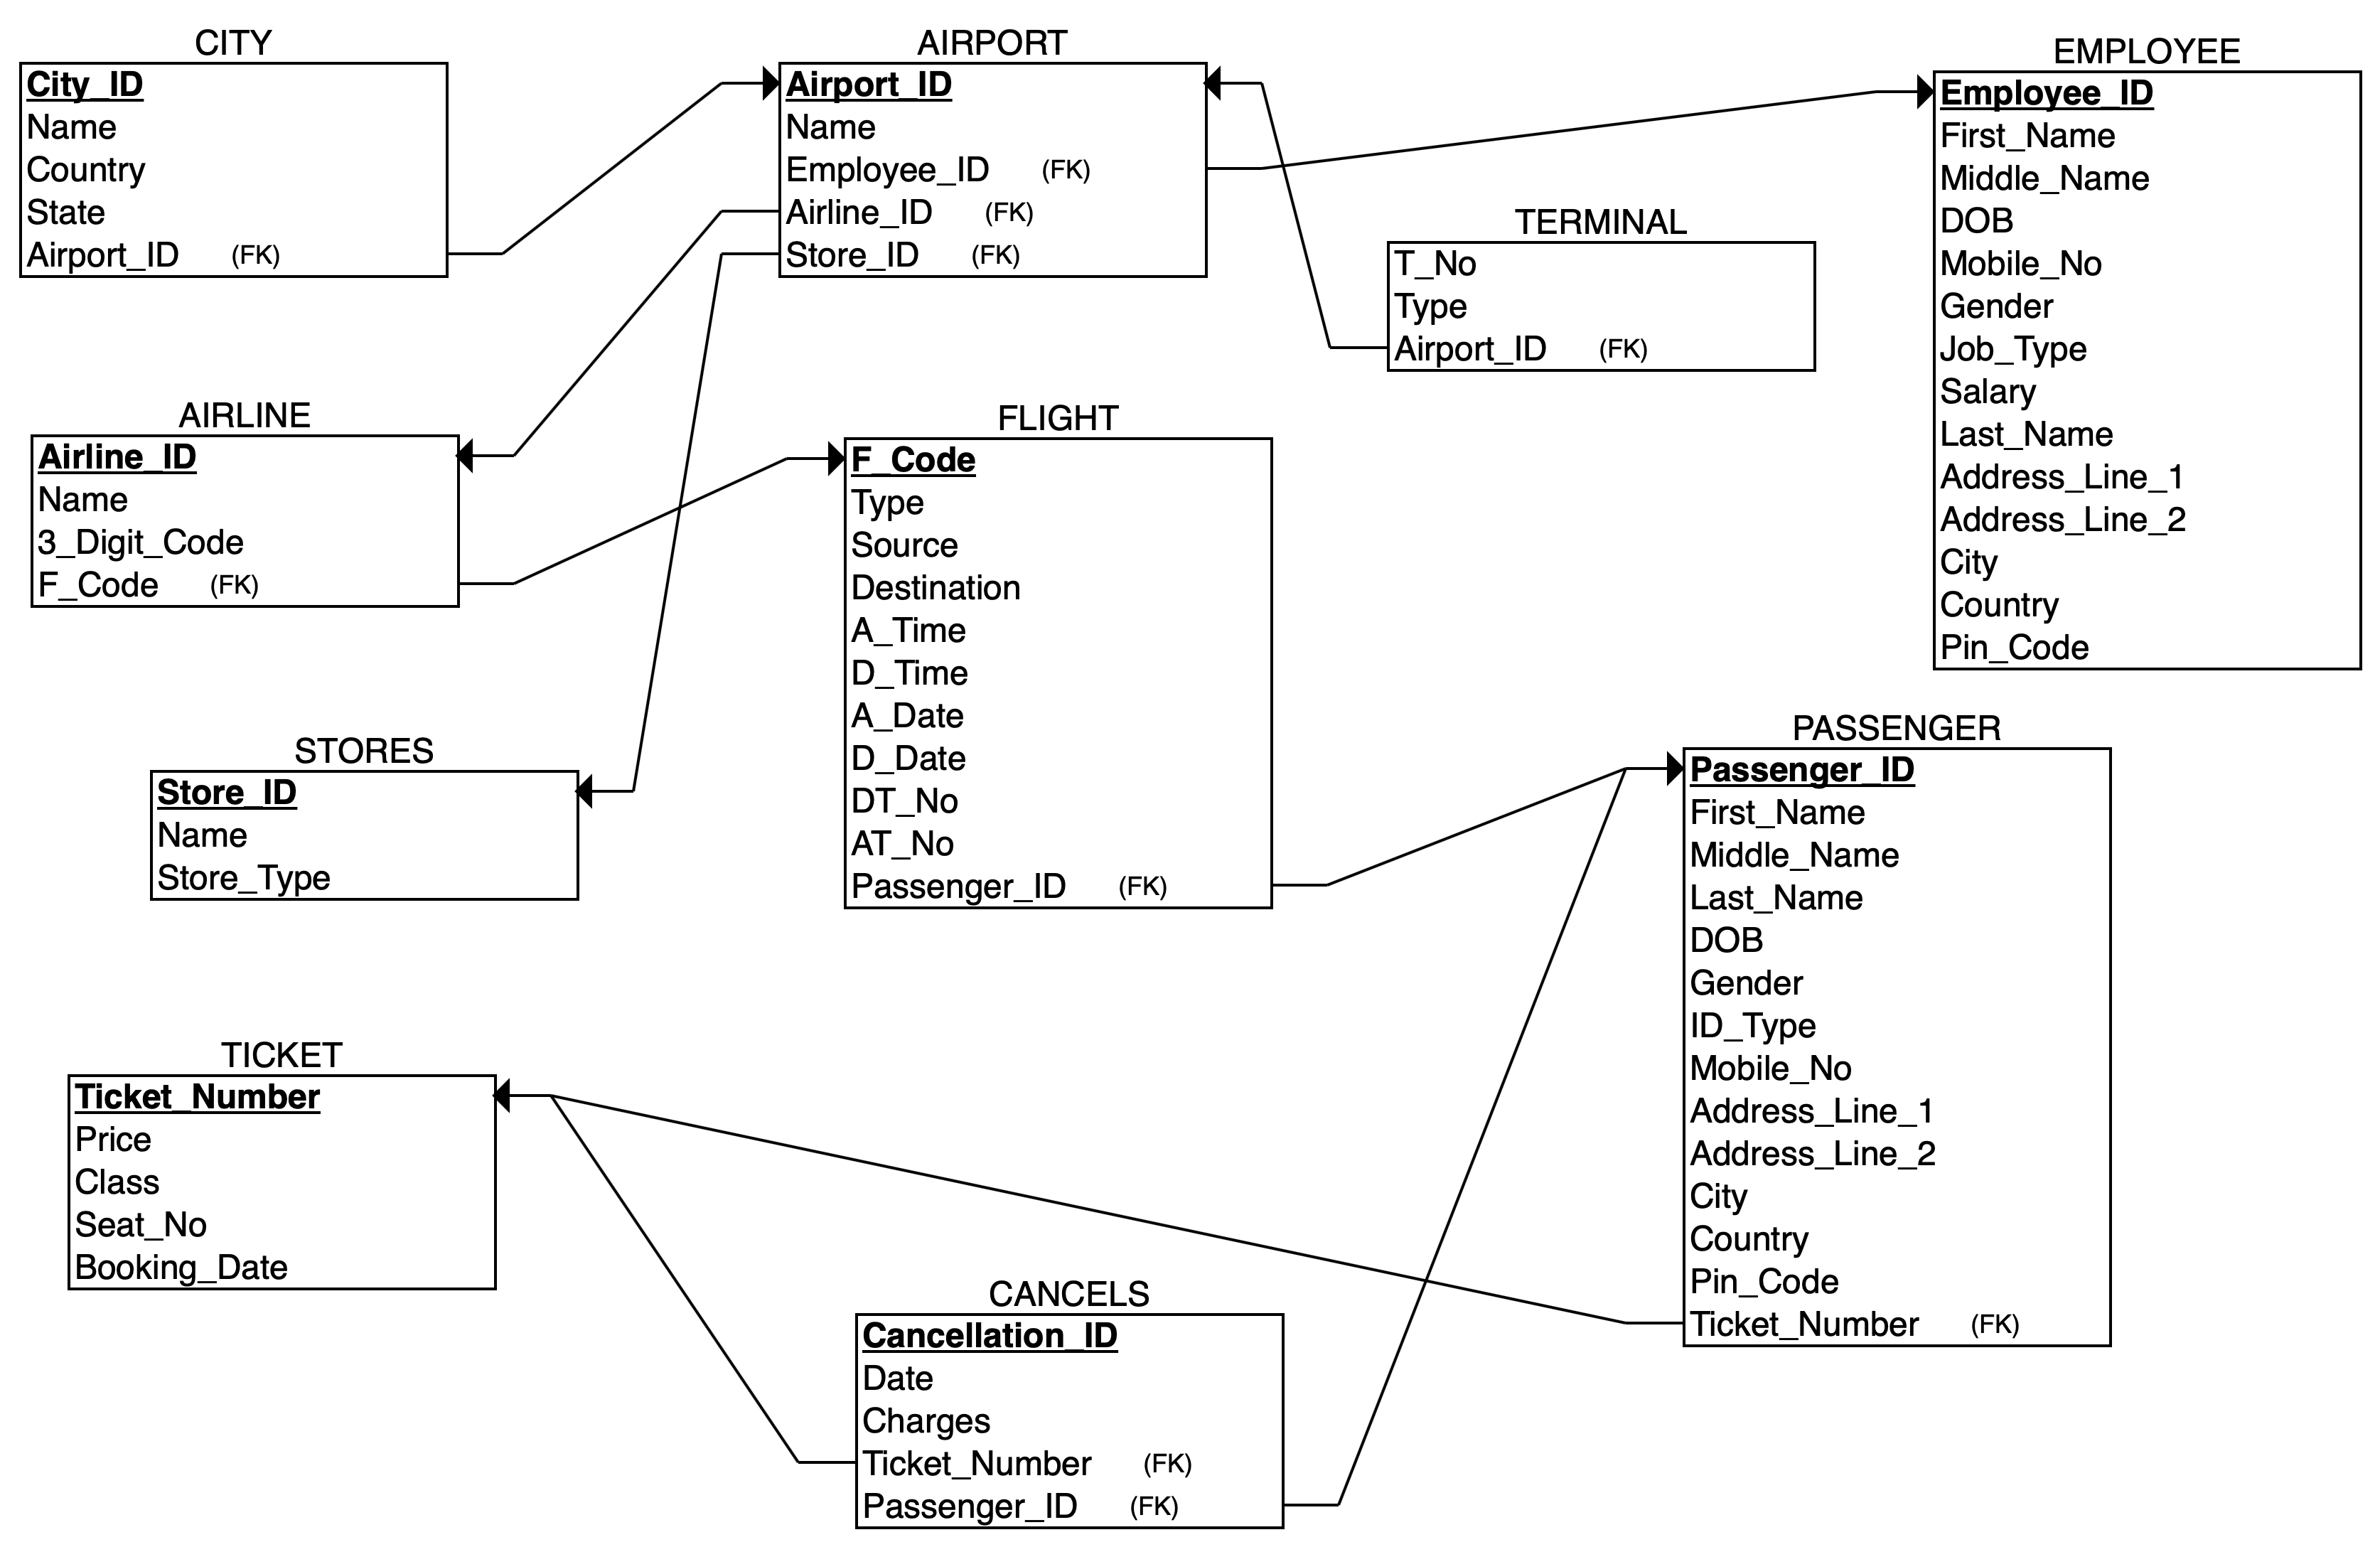 CITY
City_ID
Name
Country
State
Airport_ID (FK)
AIRPORT
Airport_ID
Name
Employee_ID (FK)
Airline_ID (FK)
Store_ID (FK)
EMPLOYEE
Employee_ID
First_Name
Middle_Name
DOB
Mobile_No
Gender
Job_Type
Salary
Last_Name
Address_Line_1
Address_Line_2
City
Country
Pin_Code
TERMINAL
T_No
Type
Airport_ID (FK)
AIRLINE
Airline_ID
Name
3_Digit_Code
F_Code (FK)
FLIGHT
F_Code
Type
Source
Destination
A_Time
D_Time
A_Date
D_Date
DT_No
AT_No
Passenger_ID (FK)
STORES
Store_ID
Name
Store_Type
PASSENGER
Passenger_ID
First_Name
Middle_Name
Last_Name
DOB
Gender
ID_Type
Mobile_No
Address_Line_1
Address_Line_2
City
Country
Pin_Code
Ticket_Number (FK)
TICKET
Ticket_Number
Price
Class
Seat_No
Booking_Date
CANCELS
Cancellation_ID
Date
Charges
Ticket_Number (FK)
Passenger_ID (FK)